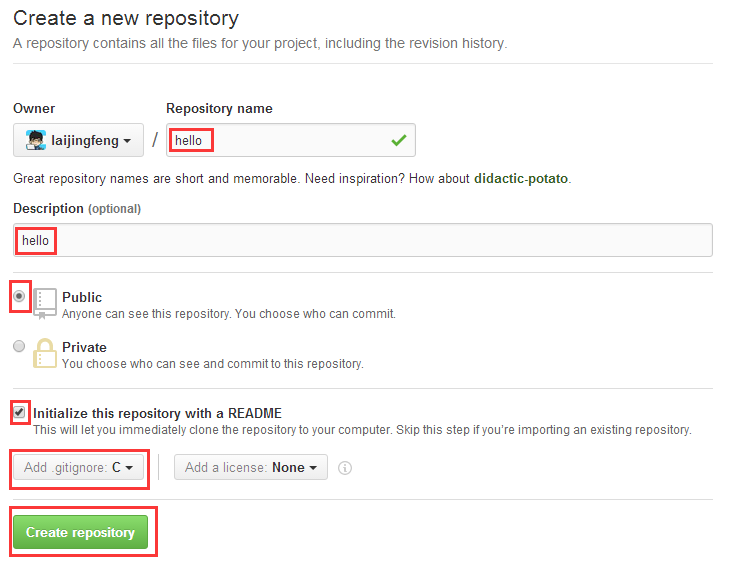 Create a new repository
A repository contains all the files for your project, including the revision history.
Owner Repository name
laijingfeng / hello
Great repository names are short and memorable. Need inspiration? How about didactic-potato.
Description (optional)
hello
Public
Anyone can see this repository. You choose who can commit.
Private
You choose who can see and commit to this repository.
Initialize this repository with a README
This will let you immediately clone the repository to your computer. Skip this step if you're importing an existing repository.
Add .gitignore: C Add a license: None
Create repository